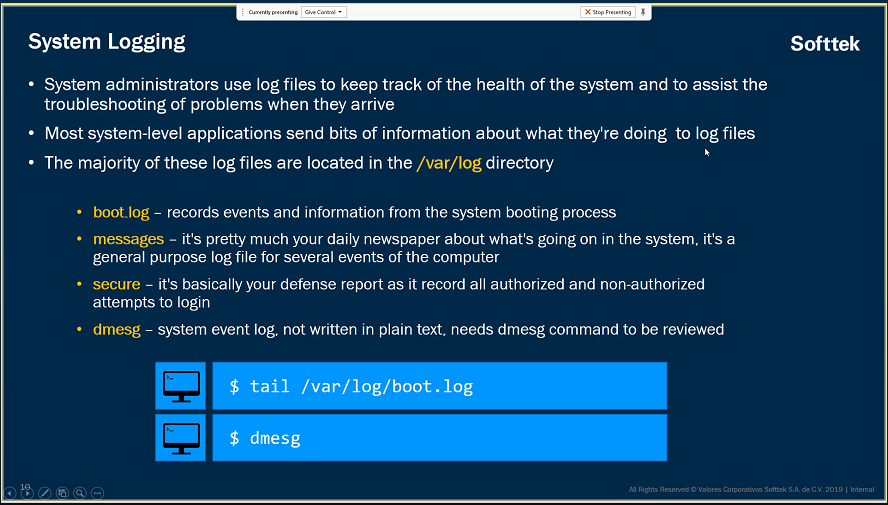 Currently presenting Give Control Stop Presenting
System Logging
Softtek
• System administrators use log files to keep track of the health of the system and to assist the
troubleshooting of problems when they arrive
• Most system-level applications send bits of information about what they're doing to log files
• The majority of these log files are located in the /var/log directory
• boot.log – records events and information from the system booting process
• messages – it's pretty much your daily newspaper about what's going on in the system, it's a
general purpose log file for several events of the computer
• secure – it's basically your defense report as it record all authorized and non-authorized
attempts to login
• dmesg – system event log, not written in plain text, needs dmesg command to be reviewed
$ tail /var/log/boot.log
$ dmesg
10
All Rights Reserved © Valores Corporativos Softtek S.A. de C.V. 2019 | Internal